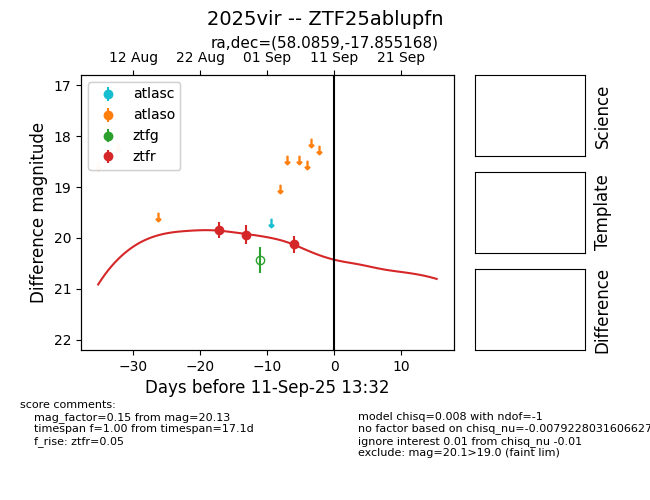 2025vir -- ZTF25ablupfn
ra,dec=(58.0859,-17.855168)
12 Aug 22 Aug 01 Sep 11 Sep 21 Sep
17
18
19
20
21
22
Difference magnitude
atlasc
atlaso
ztfg
ztfr
−30 −20 −10 0 10
Days before 11-Sep-25 13:32
Science
Template
Difference
score comments:
mag_factor=0.15 from mag=20.13
timespan f=1.00 from timespan=17.1d
f_rise: ztfr=0.05
model chisq=0.008 with ndof=-1
no factor based on chisq_nu=-0.0079228031606627
ignore interest 0.01 from chisq_nu -0.01
exclude: mag=20.1>19.0 (faint lim)